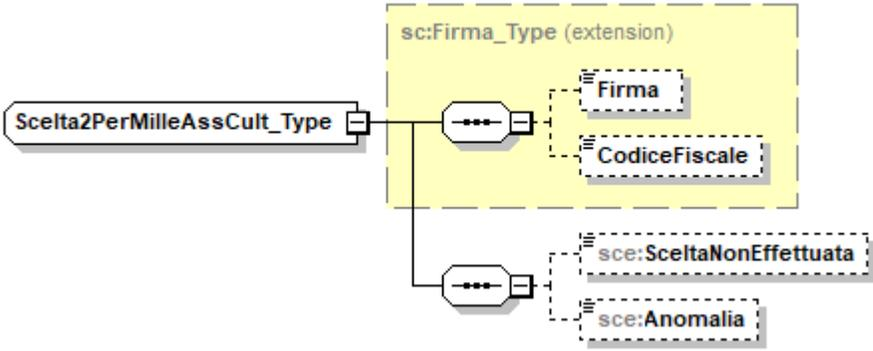 sc:Firma_Type (extension)
Firma
Scelta2PerMilleAssCult_Type
CodiceFiscale
sce:SceltaNonEffettuata
sce:Anomalia